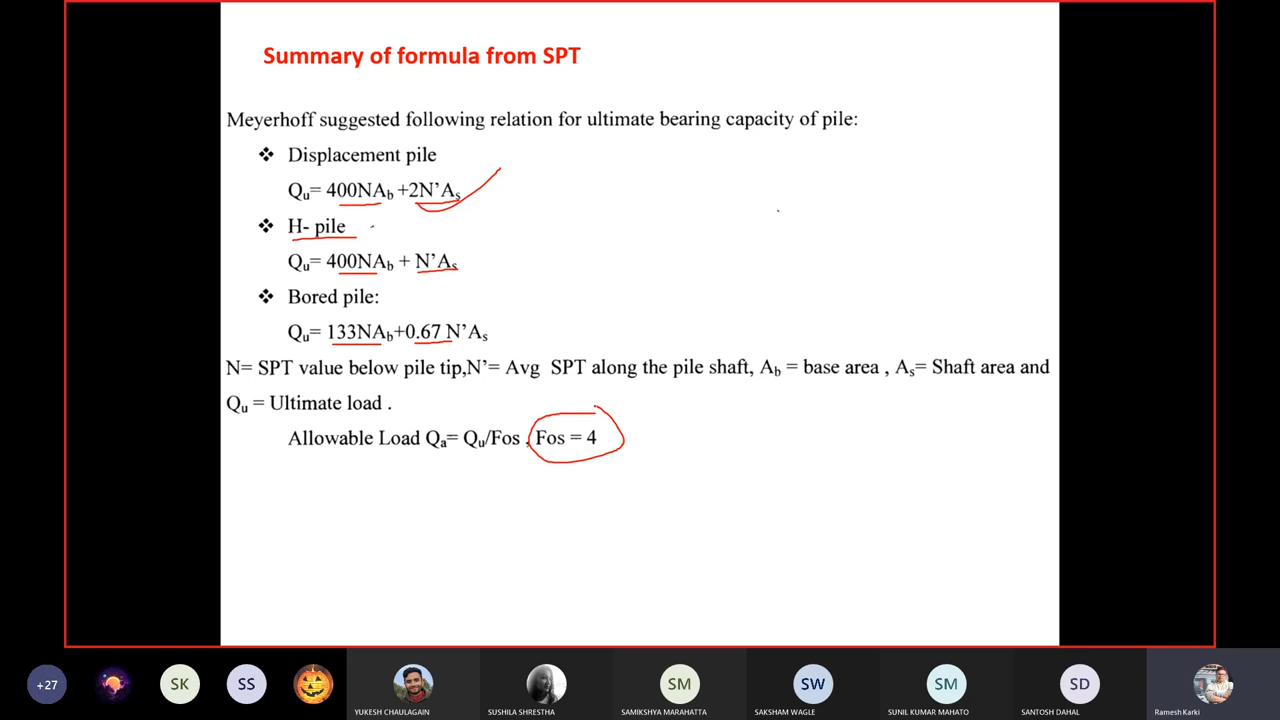 Summary of formula from SPT
Meyerhoff suggested following relation for ultimate bearing capacity of pile:
❖ Displacement pile
Qu= 400NAb +2N’As
❖ H- pile
Qu= 400NAb + N’As
❖ Bored pile:
Qu= 133NAb+0.67 N’As
N= SPT value below pile tip,N’= Avg SPT along the pile shaft, Ab = base area , As= Shaft area and
Qu = Ultimate load .
Allowable Load Qa= Qu/Fos , Fos = 4
+27
SK
SS
SM
SW
SM
SD
YUKESH CHAULAGAIN
SUSHILA SHRESTHA
SAMIKSHYA MARAHATTA
SAKSHAM WAGLE
SUNIL KUMAR MAHATO
SANTOSH DAHAL
Ramesh Karki